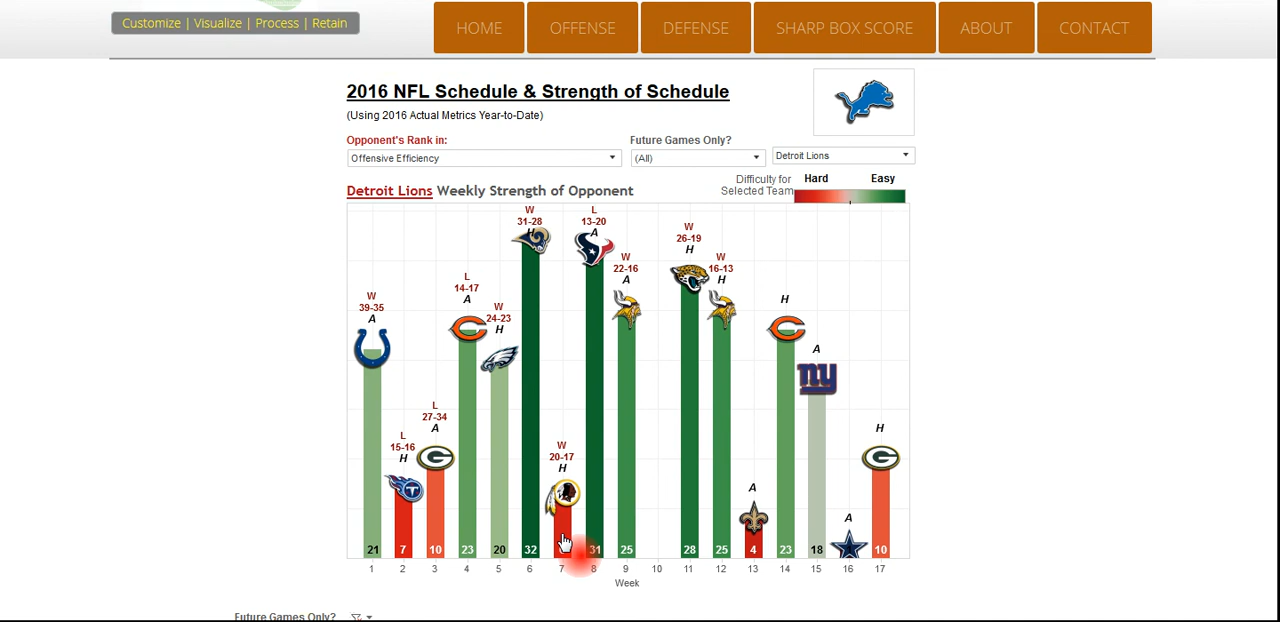 Customize | Visualize | Process | Retain
HOME
OFFENSE
DEFENSE
SHARP BOX SCORE
ABOUT
CONTACT
2016 NFL Schedule & Strength of Schedule
(Using 2016 Actual Metrics Year-to-Date)
Opponent's Rank in:
Future Games Only?
Offensive Efficiency
(All)
Detroit Lions
Difficulty for
Selected Team
Hard
Easy
Detroit Lions Weekly Strength of Opponent
W
39-35
A
L
15-16
H
L
27-34
A
L
14-17
A
W
24-23
H
W
31-28
H
W
20-17
H
L
13-20
A
W
22-16
A
W
26-19
H
W
16-13
H
A
H
A
A
H
ny
21 7 10 23 20 32 31 25 28 25 4 23 18 10
1 2 3 4 5 6 7 8 9 10 11 12 13 14 15 16 17
Week
Future Games Only?